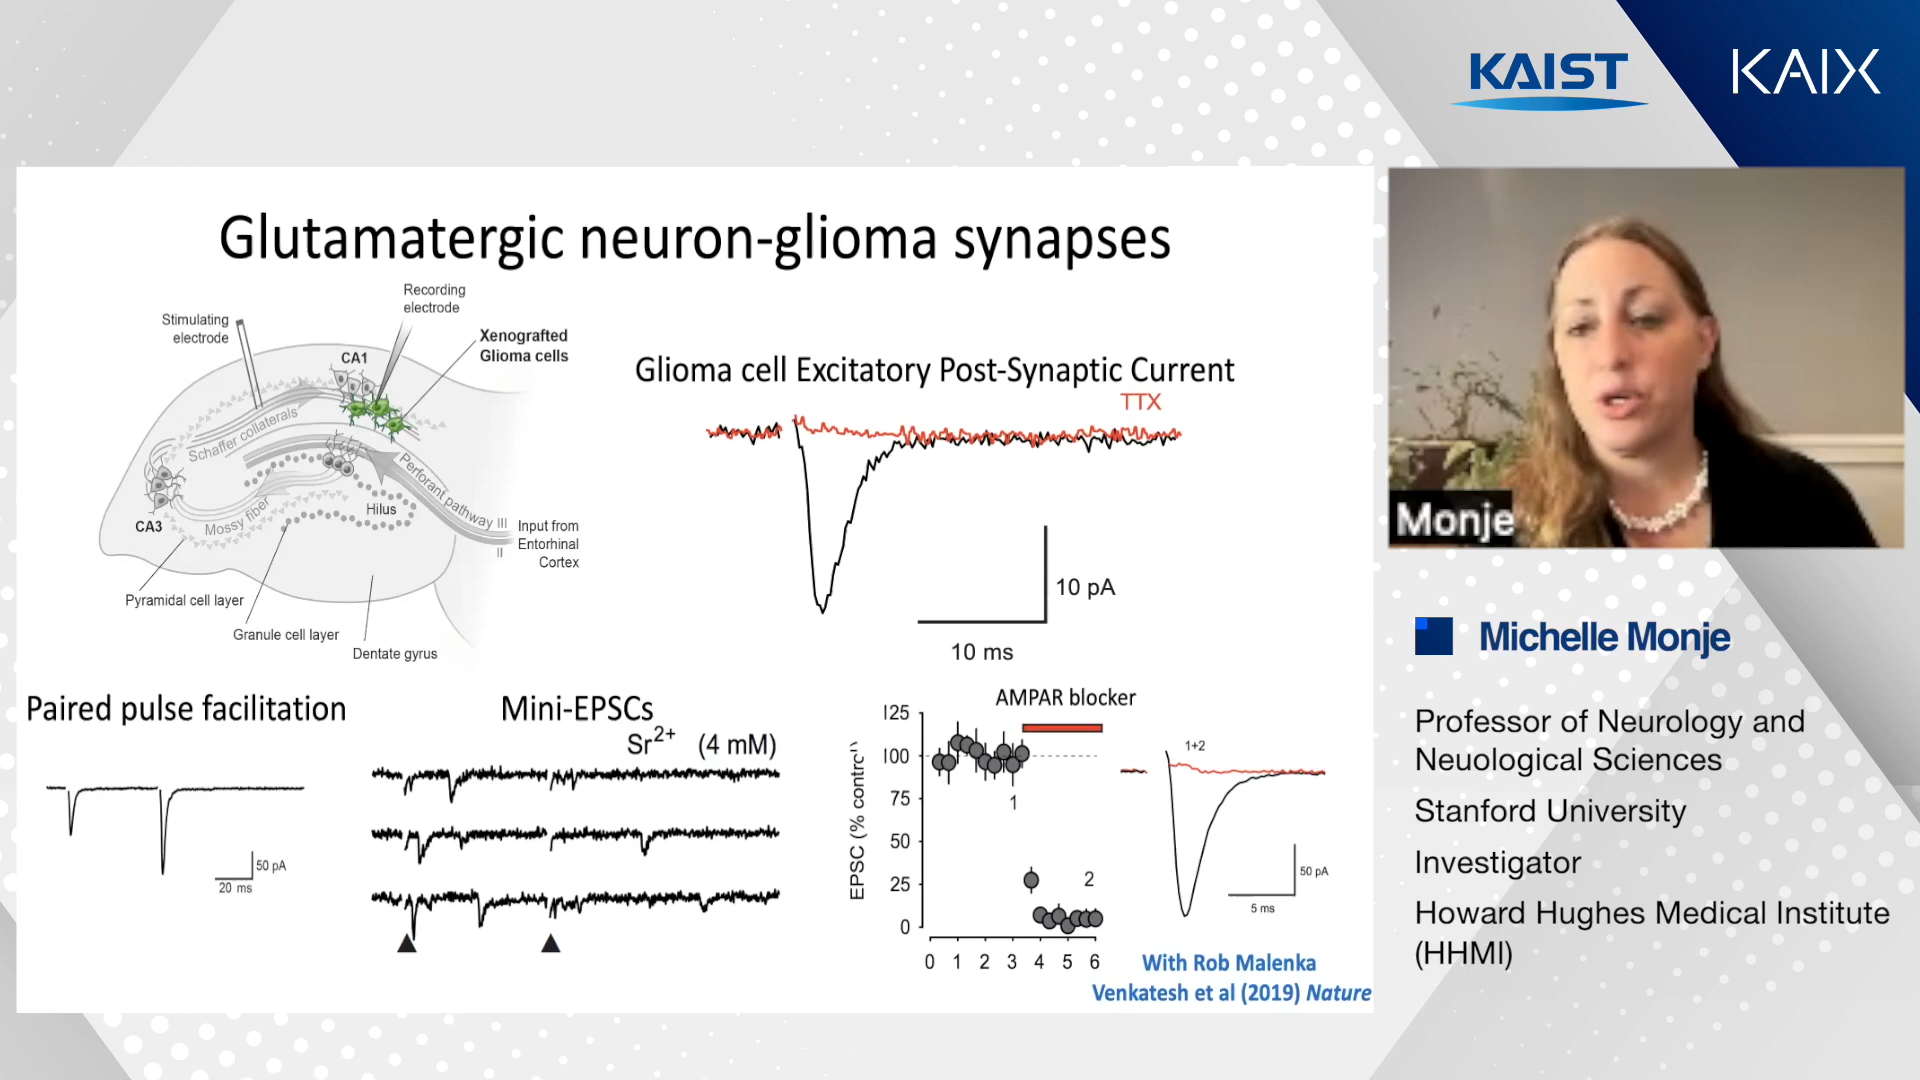 KAIST
KAIX
Glutamatergic neuron-glioma synapses
Recording
electrode
Stimulating
electrode
Xenografted
Glioma cells
CA1
Schaffer collaterals
Perforant pathway
III
II
Mossy fiber
Hilus
CA3
Input from
Entorhinal
Cortex
Pyramidal cell layer
Granule cell layer
Dentate gyrus
Glioma cell Excitatory Post-Synaptic Current
TTX
10 pA
10 ms
Paired pulse facilitation
50 pA
20 ms
Mini-EPSCs
Sr2+ (4 mM)
AMPAR blocker
125
100
75
50
25
0
EPSC (% contrc
1
2
0 1 2 3 4 5 6
1+2
50 pA
5 ms
With Rob Malenka
Venkatesh et al (2019) Nature
Monje
Michelle Monje
Professor of Neurology and
Neuological Sciences
Stanford University
Investigator
Howard Hughes Medical Institute
(HHMI)